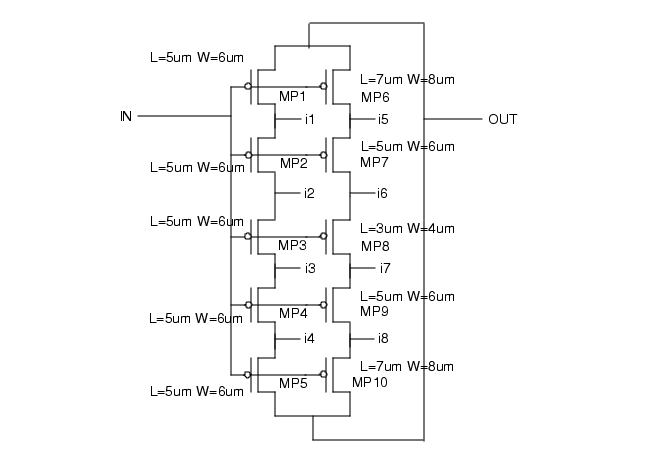 L=5um W=6um
L=7um W=8um
MP1
MP6
IN
i1
i5
OUT
L=5um W=6um
MP2
MP7
L=5um W=6um
i2
i6
L=5um W=6um
L=3um W=4um
MP3
MP8
i3
i7
L=5um W=6um
MP4
MP9
L=5um W=6um
i4
i8
L=7um W=8um
MP5
MP10
L=5um W=6um